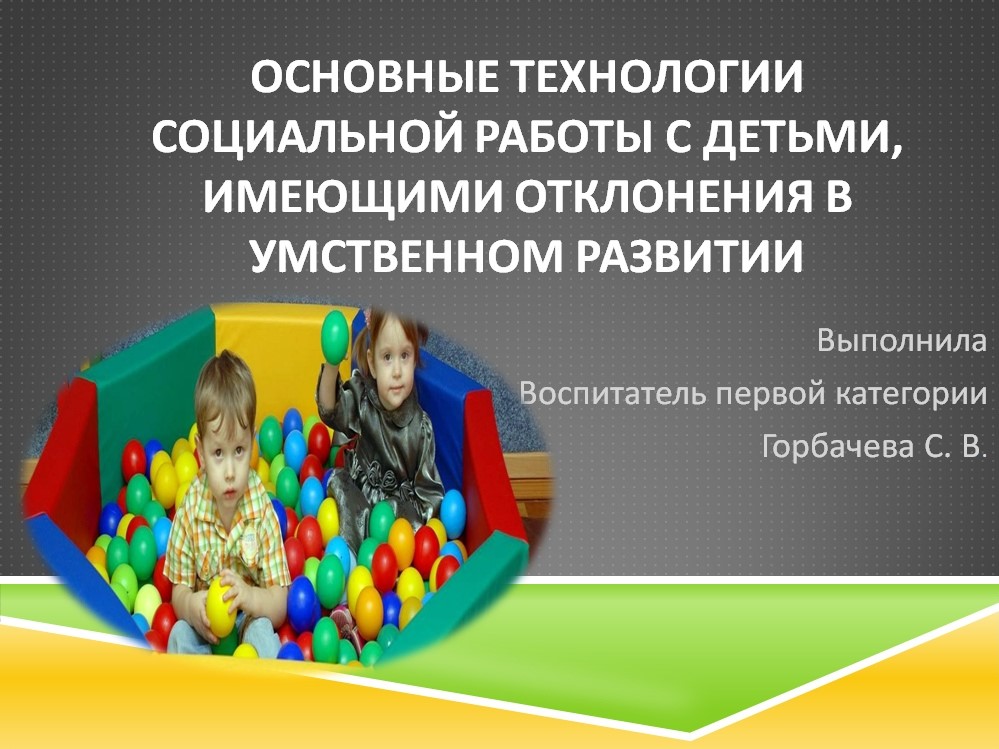 ОСНОВНЫЕ ТЕХНОЛОГИИ
СОЦИАЛЬНОЙ РАБОТЫ С ДЕТЬМИ,
ИМЕЮЩИМИ ОТКЛОНЕНИЯ В
УМСТВЕННОМ РАЗВИТИИ
Выполнила
Воспитатель первой категории
Горбачева С. В.